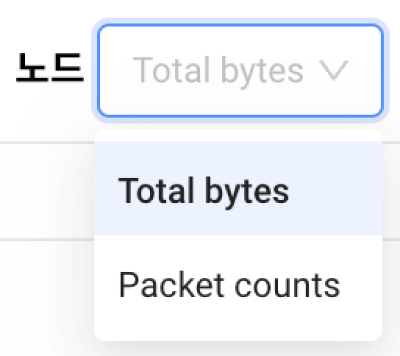 노드 Total bytes
Total bytes
Packet counts